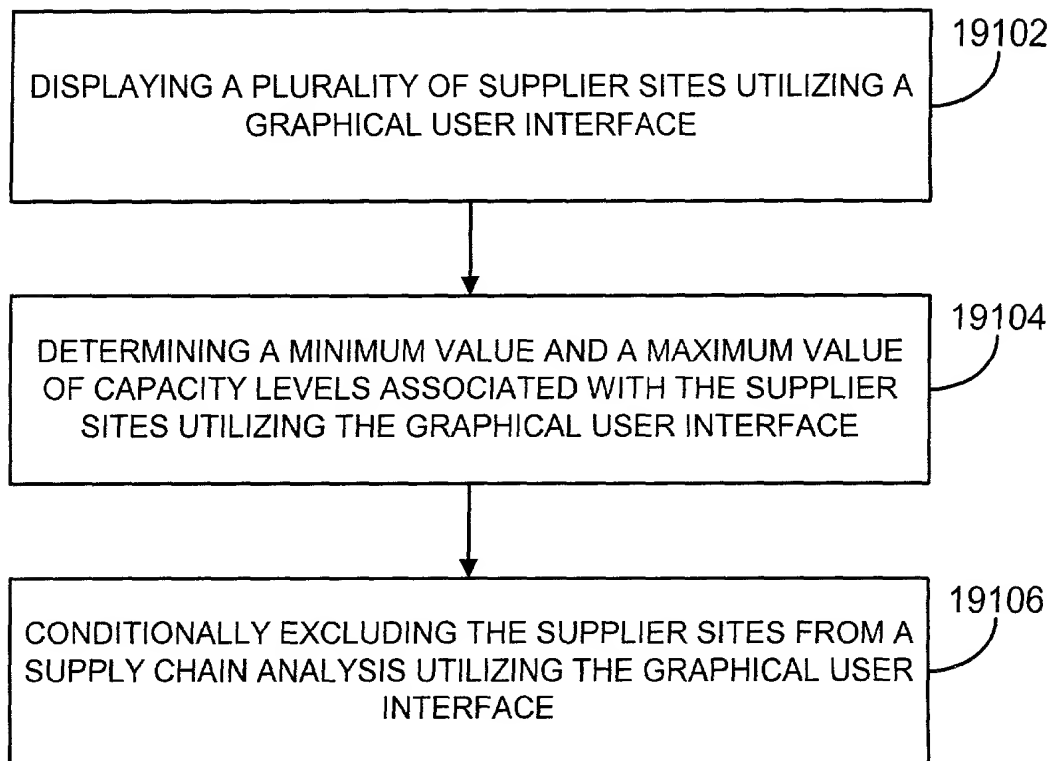 19102
DISPLAYING A PLURALITY OF SUPPLIER SITES UTILIZING A
GRAPHICAL USER INTERFACE
19104
DETERMINING A MINIMUM VALUE AND A MAXIMUM VALUE
OF CAPACITY LEVELS ASSOCIATED WITH THE SUPPLIER
SITES UTILIZING THE GRAPHICAL USER INTERFACE
19106
CONDITIONALLY EXCLUDING THE SUPPLIER SITES FROM A
SUPPLY CHAIN ANALYSIS UTILIZING THE GRAPHICAL USER
INTERFACE